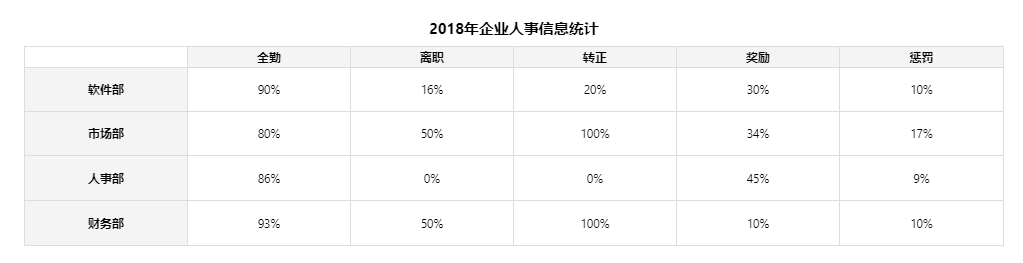 2018年企业人事信息统计
全勤 离职 转正 奖励 惩罚
软件部 90% 16% 20% 30% 10%
市场部 80% 50% 100% 34% 17%
人事部 86% 0% 0% 45% 9%
财务部 93% 50% 100% 10% 10%